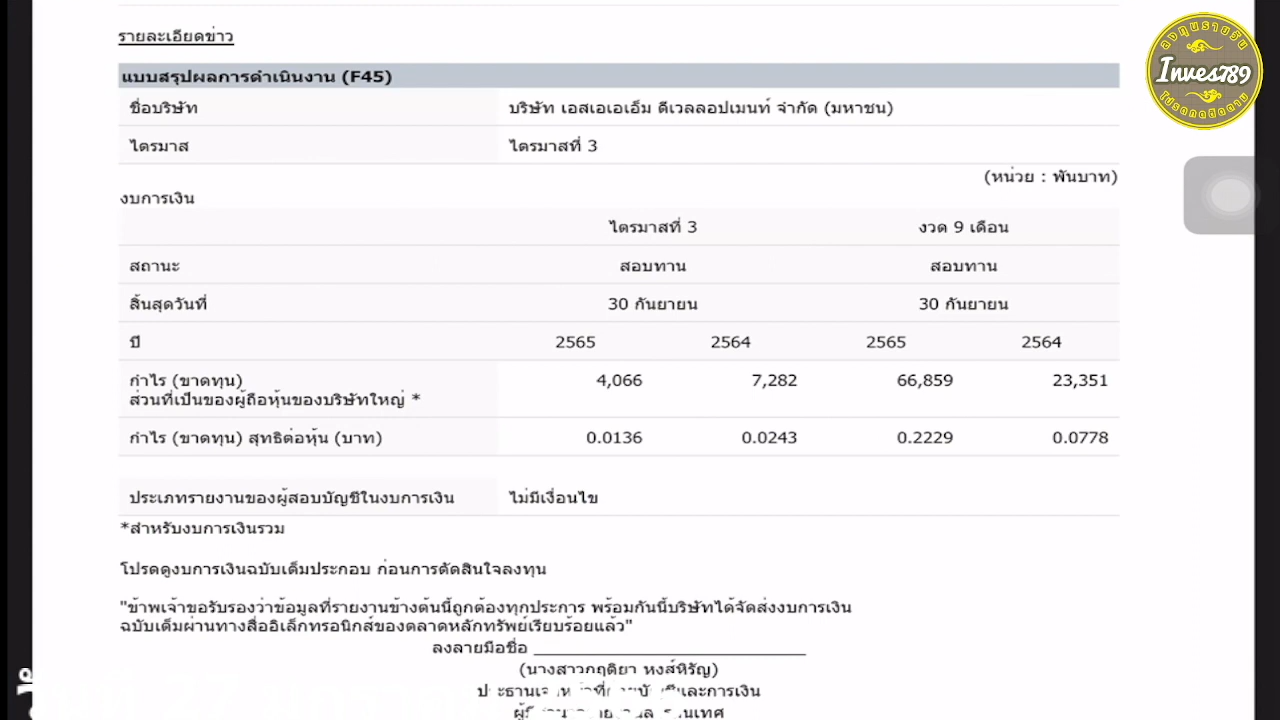 รายละเอียดข่าว
แบบสรุปผลการดำเนินงาน (F45)
ชื่อบริษัท บริษัท เอสเอเอเอ็ม ดีเวลลอปเมนท์ จำกัด (มหาชน)
ไตรมาส ไตรมาสที่ 3
(หน่วย : พันบาท)
งบการเงิน
ไตรมาสที่ 3 งวด 9 เดือน
สถานะ สอบทาน สอบทาน
สิ้นสุดวันที่ 30 กันยายน 30 กันยายน
ปี 2565 2564 2565 2564
กำไร (ขาดทุน) 4,066 7,282 66,859 23,351
ส่วนที่เป็นของผู้ถือหุ้นของบริษัทใหญ่ *
กำไร (ขาดทุน) สุทธิต่อหุ้น (บาท) 0.0136 0.0243 0.2229 0.0778
ประเภทรายงานของผู้สอบบัญชีในงบการเงิน ไม่มีเงื่อนไข
*สำหรับงบการเงินรวม
โปรดดูงบการเงินฉบับเต็มประกอบ ก่อนการตัดสินใจลงทุน
"ข้าพเจ้าขอรับรองว่าข้อมูลที่รายงานข้างต้นนี้ถูกต้องทุกประการ พร้อมกันนี้บริษัทได้จัดส่งงบการเงิน
ฉบับเต็มผ่านทางสื่ออิเล็กทรอนิกส์ของตลาดหลักทรัพย์เรียบร้อยแล้ว"
ลงลายมือชื่อ
(นางสาวกฤติยา หงส์หิรัญ)
ลงทุนรายวัน
Inves789
โปรดกดติดตาม